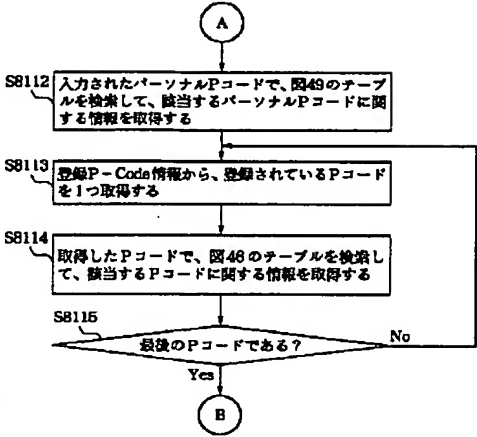 A
S8112
入力されたパーソナルPコードで、図49のテーブ
ルを検索して、該当するパーソナルPコードに関
する情報を取得する
S8113
登録P-Code情報から、登録されているPコード
を1つ取得する
S8114
取得したPコードで、図46のテーブルを検索し
て、該当するPコードに関する情報を取得する
S8115
最後のPコードである?
No
Yes
B